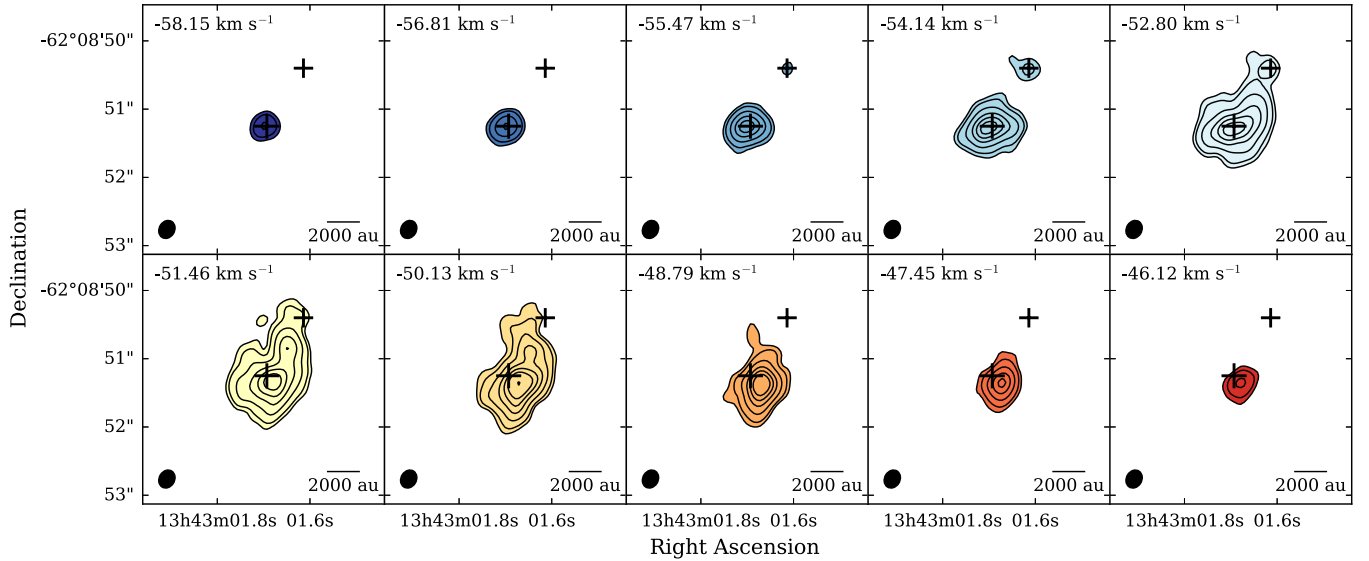 -58.15 km s⁻¹ -56.81 km s⁻¹ -55.47 km s⁻¹ -54.14 km s⁻¹ -52.80 km s⁻¹
-62°08'50"
51"
52"
2000 au 2000 au 2000 au 2000 au 2000 au
53"
-51.46 km s⁻¹ -50.13 km s⁻¹ -48.79 km s⁻¹ -47.45 km s⁻¹ -46.12 km s⁻¹
-62°08'50"
51"
52"
2000 au 2000 au 2000 au 2000 au 2000 au
53"
13h43m01.8s 01.6s 13h43m01.8s 01.6s 13h43m01.8s 01.6s 13h43m01.8s 01.6s 13h43m01.8s 01.6s
Right Ascension
Declination